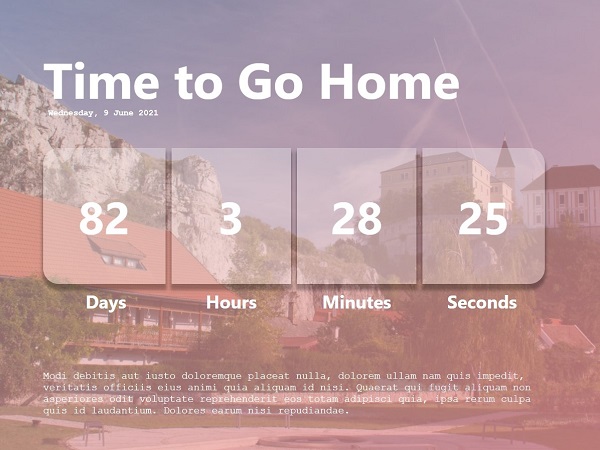 Time to Go Home
Wednesday, 9 June 2021
82 3 28 25
Days Hours Minutes Seconds
Modi debitis aut iusto doloremque placeat nulla, dolorem ullam nam quis impedit,
veritatis officiis eius animi quia aliquam id nisi. Quaerat qui fugit aliquam non
asperiores odit voluptate reprehenderit eos totam adipisci quia, ipsa rerum culpa
quis id laudantium. Dolores earum nisi repudiandae.